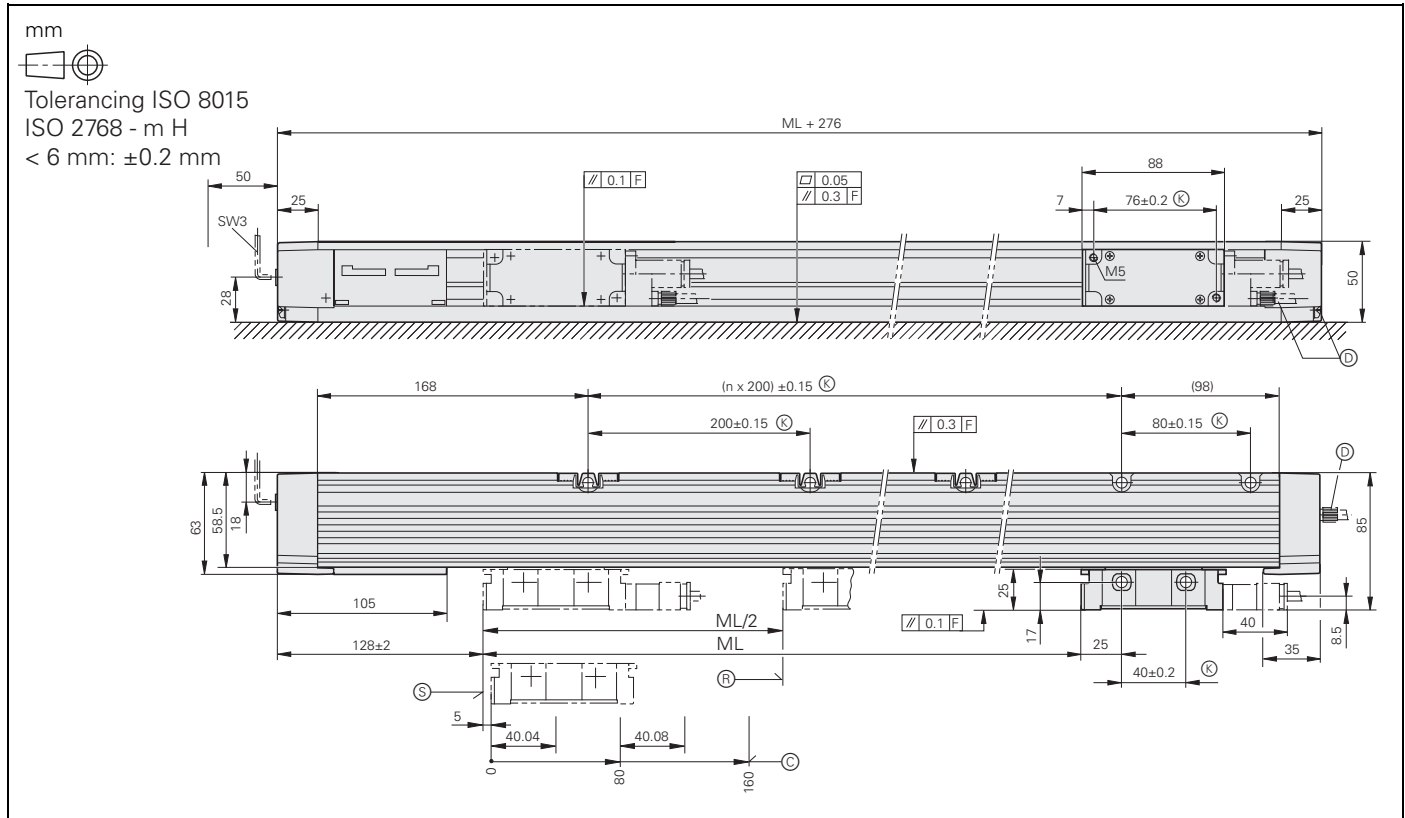 mm
Tolerancing ISO 8015
ISO 2768 - m H
< 6 mm: ±0.2 mm
ML + 276
50
25
SW3
28
// 0.1 F
⏥ 0.05
// 0.3 F
88
7
76±0.2 Ⓚ
25
M5
50
Ⓓ
168
(n x 200) ±0.15 Ⓚ
(98)
200±0.15 Ⓚ
// 0.3 F
80±0.15 Ⓚ
Ⓓ
63
58.5
18
85
105
25
17
// 0.1 F
40
8.5
ML/2
128±2
ML
25
35
40±0.2 Ⓚ
Ⓢ
Ⓡ
5
40.04
40.08
Ⓒ
0
80
160